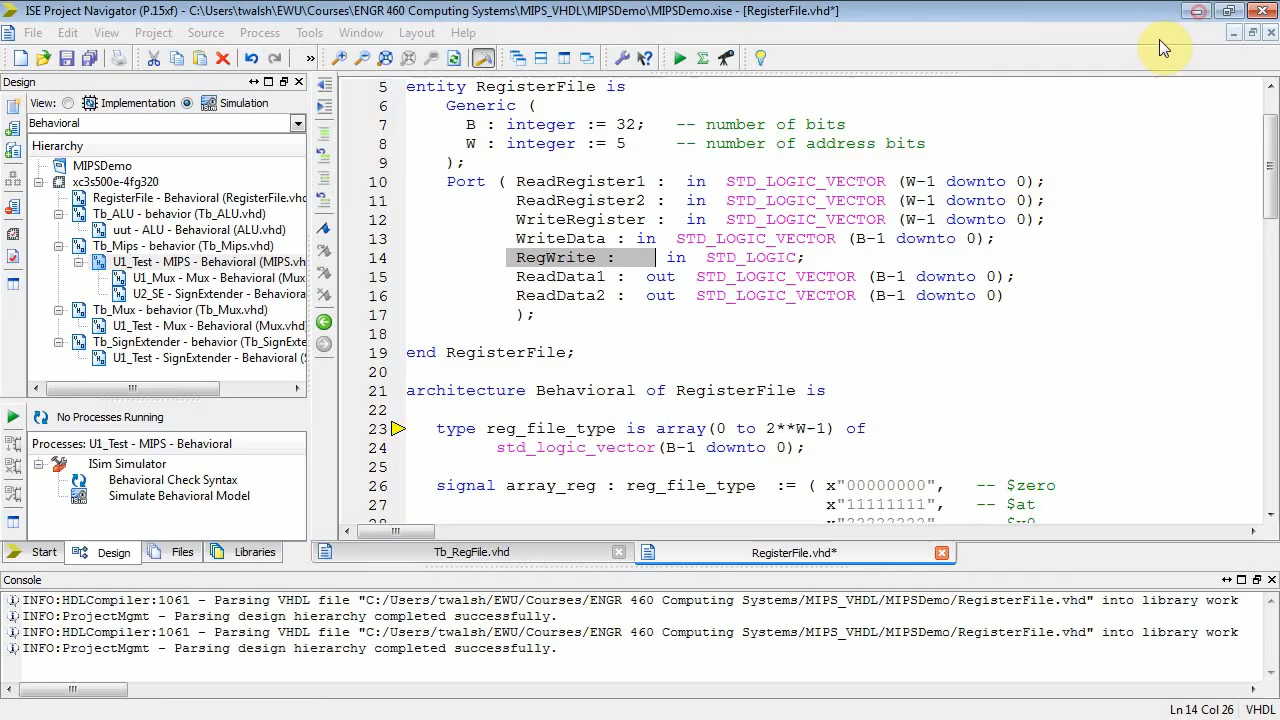 ISE Project Navigator (P.15xf) - C:\Users\twalsh\EWU\Courses\ENGR 460 Computing Systems\MIPS_VHDL\MIPSDemo\MIPSDemo.xise - [RegisterFile.vhd*]
File Edit View Project Source Process Tools Window Layout Help
»
Design
View: Implementation Simulation
Behavioral
Hierarchy
MIPSDemo
xc3s500e-4fg320
RegisterFile - Behavioral (RegisterFile.vhd
Tb_ALU - behavior (Tb_ALU.vhd)
uut - ALU - Behavioral (ALU.vhd)
Tb_Mips - behavior (Tb_Mips.vhd)
U1_Test - MIPS - Behavioral (MIPS.vh
U1_Mux - Mux - Behavioral (Mux.vhd
U2_SE - SignExtender - Behavioral
Tb_Mux - behavior (Tb_Mux.vhd)
U1_Test - Mux - Behavioral (Mux.vhd)
Tb_SignExtender - behavior (Tb_SignExte
U1_Test - SignExtender - Behavioral (S
No Processes Running
Processes: U1_Test - MIPS - Behavioral
ISim Simulator
Behavioral Check Syntax
Simulate Behavioral Model
Start Design Files Libraries
5 entity RegisterFile is
6 Generic (
7 B : integer := 32; -- number of bits
8 W : integer := 5 -- number of address bits
9 );
10 Port ( ReadRegister1 : in STD_LOGIC_VECTOR (W-1 downto 0);
11 ReadRegister2 : in STD_LOGIC_VECTOR (W-1 downto 0);
12 WriteRegister : in STD_LOGIC_VECTOR (W-1 downto 0);
13 WriteData : in STD_LOGIC_VECTOR (B-1 downto 0);
14 RegWrite : in STD_LOGIC;
15 ReadData1 : out STD_LOGIC_VECTOR (B-1 downto 0);
16 ReadData2 : out STD_LOGIC_VECTOR (B-1 downto 0)
17 );
18
19 end RegisterFile;
20
21 architecture Behavioral of RegisterFile is
22
23 type reg_file_type is array(0 to 2**W-1) of
24 std_logic_vector(B-1 downto 0);
25
26 signal array_reg : reg_file_type := ( x"00000000", -- $zero
27 x"11111111", -- $at
28 x"22222222", -- $v0
Tb_RegFile.vhd RegisterFile.vhd*
Console
INFO:HDLCompiler:1061 - Parsing VHDL file "C:/Users/twalsh/EWU/Courses/ENGR 460 Computing Systems/MIPS_VHDL/MIPSDemo/RegisterFile.vhd" into library work
INFO:ProjectMgmt - Parsing design hierarchy completed successfully.
INFO:HDLCompiler:1061 - Parsing VHDL file "C:/Users/twalsh/EWU/Courses/ENGR 460 Computing Systems/MIPS_VHDL/MIPSDemo/RegisterFile.vhd" into library work
INFO:ProjectMgmt - Parsing design hierarchy completed successfully.
Ln 14 Col 26 VHDL